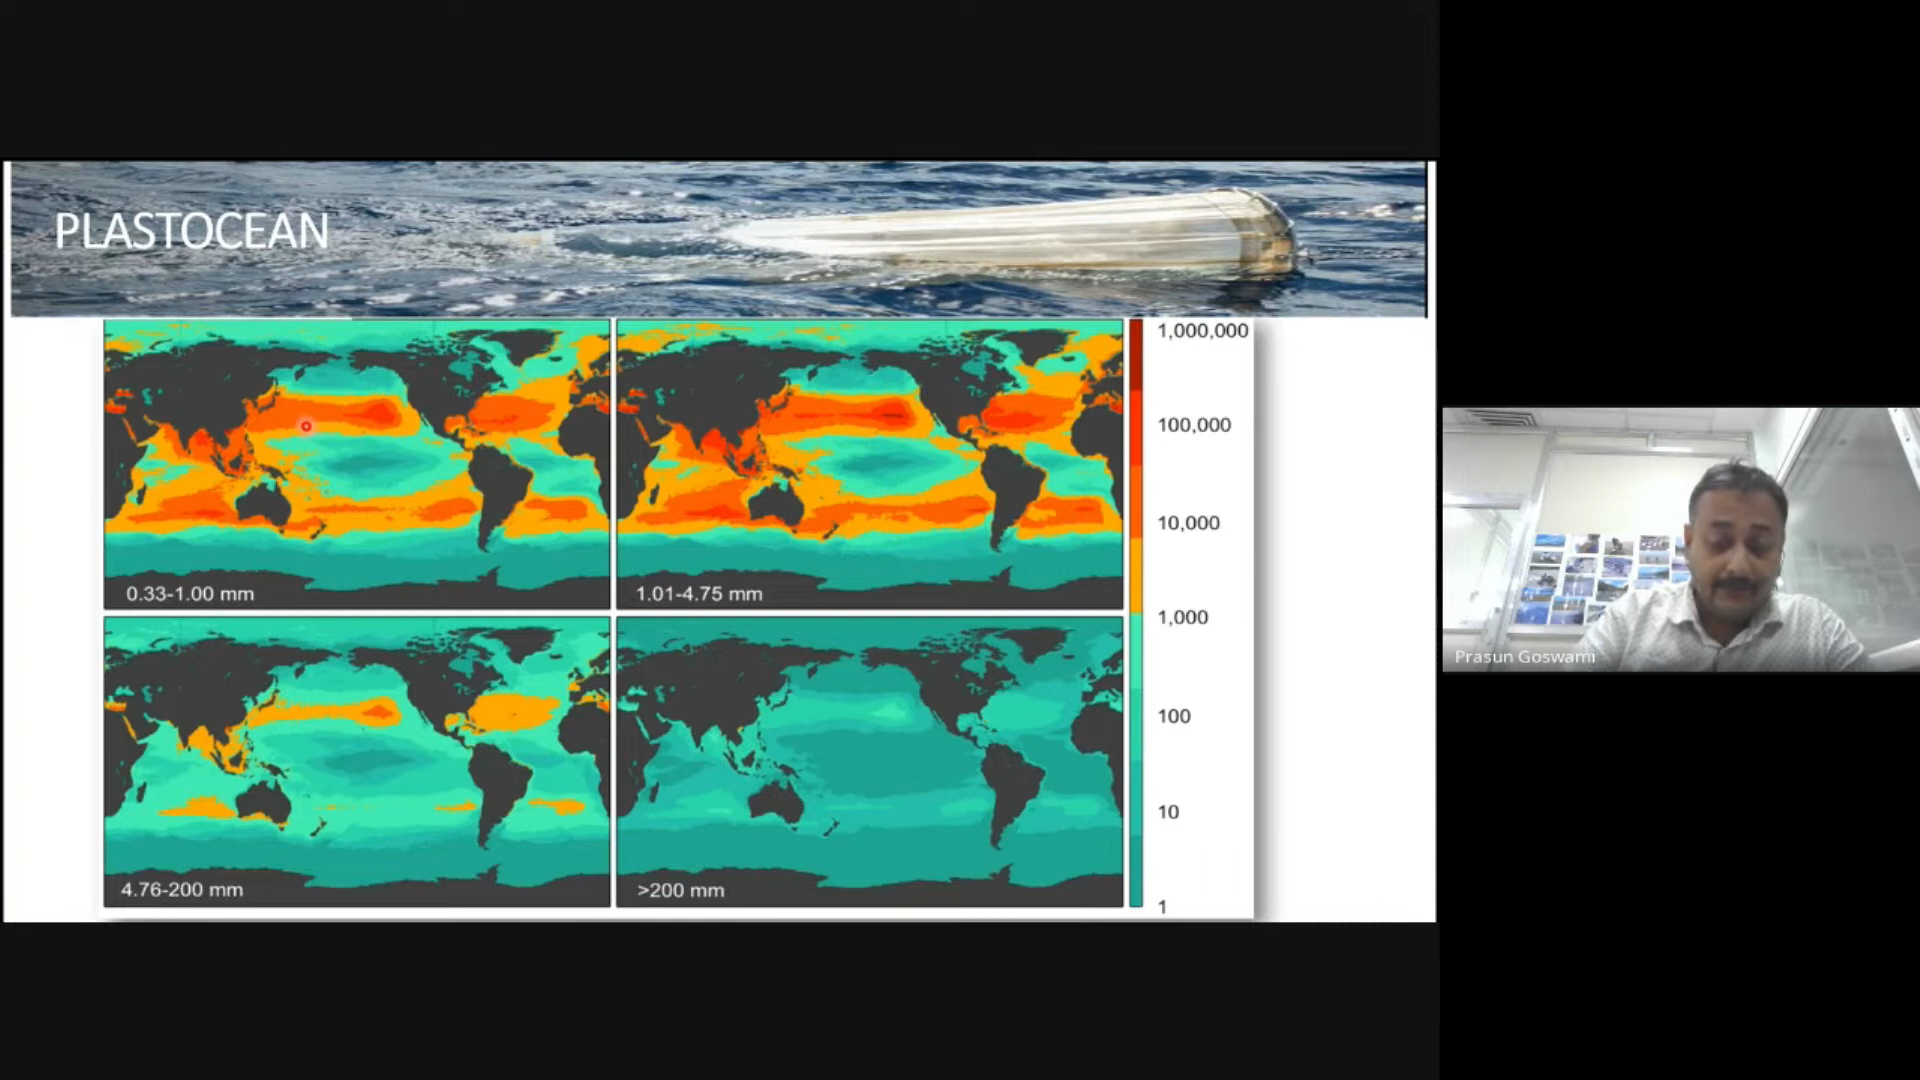 PLASTOCEAN
0.33-1.00 mm
1.01-4.75 mm
4.76-200 mm
>200 mm
1,000,000
100,000
10,000
1,000
100
10
1
Prasun Goswami